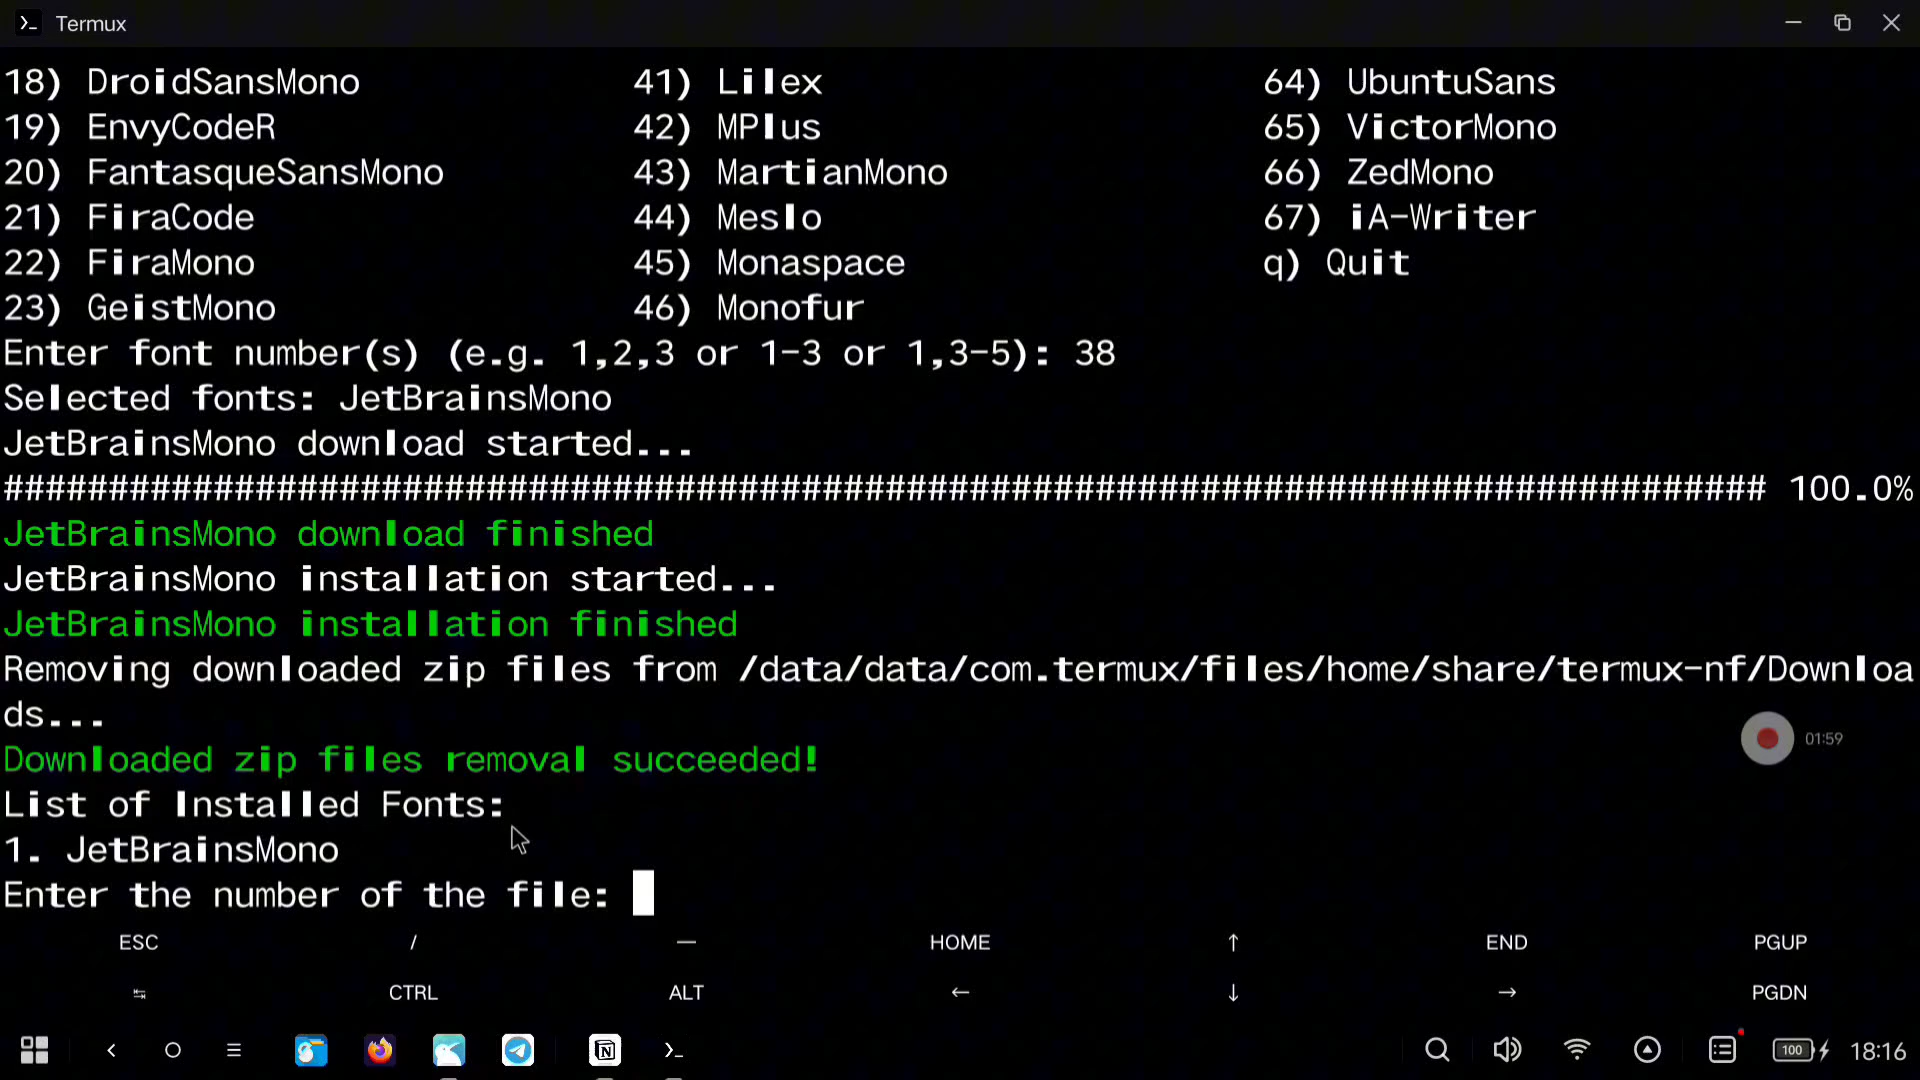 Termux
18) DroidSansMono 41) Lilex 64) UbuntuSans
19) EnvyCodeR 42) MPlus 65) VictorMono
20) FantasqueSansMono 43) MartianMono 66) ZedMono
21) FiraCode 44) Meslo 67) iA-Writer
22) FiraMono 45) Monaspace q) Quit
23) GeistMono 46) Monofur
Enter font number(s) (e.g. 1,2,3 or 1-3 or 1,3-5): 38
Selected fonts: JetBrainsMono
JetBrainsMono download started...
#################################################################################### 100.0%
JetBrainsMono download finished
JetBrainsMono installation started...
JetBrainsMono installation finished
Removing downloaded zip files from /data/data/com.termux/files/home/share/termux-nf/Downloa
ds...
01:59
Downloaded zip files removal succeeded!
List of Installed Fonts:
1. JetBrainsMono
Enter the number of the file:
ESC / — HOME ↑ END PGUP
↹ CTRL ALT ← ↓ → PGDN
100 18:16